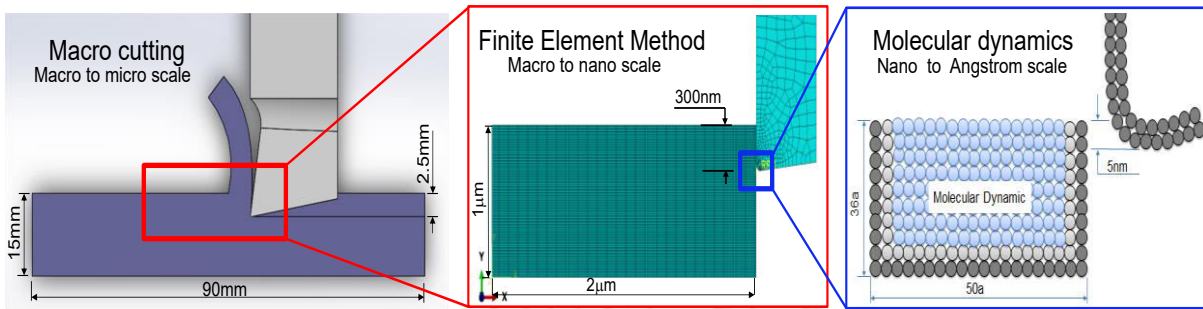 Macro cutting
Macro to micro scale
2.5mm
15mm
90mm
Finite Element Method
Macro to nano scale
300nm
1μm
2μm
Y
X
Molecular dynamics
Nano to Angstrom scale
5nm
Molecular Dynamic
36a
50a